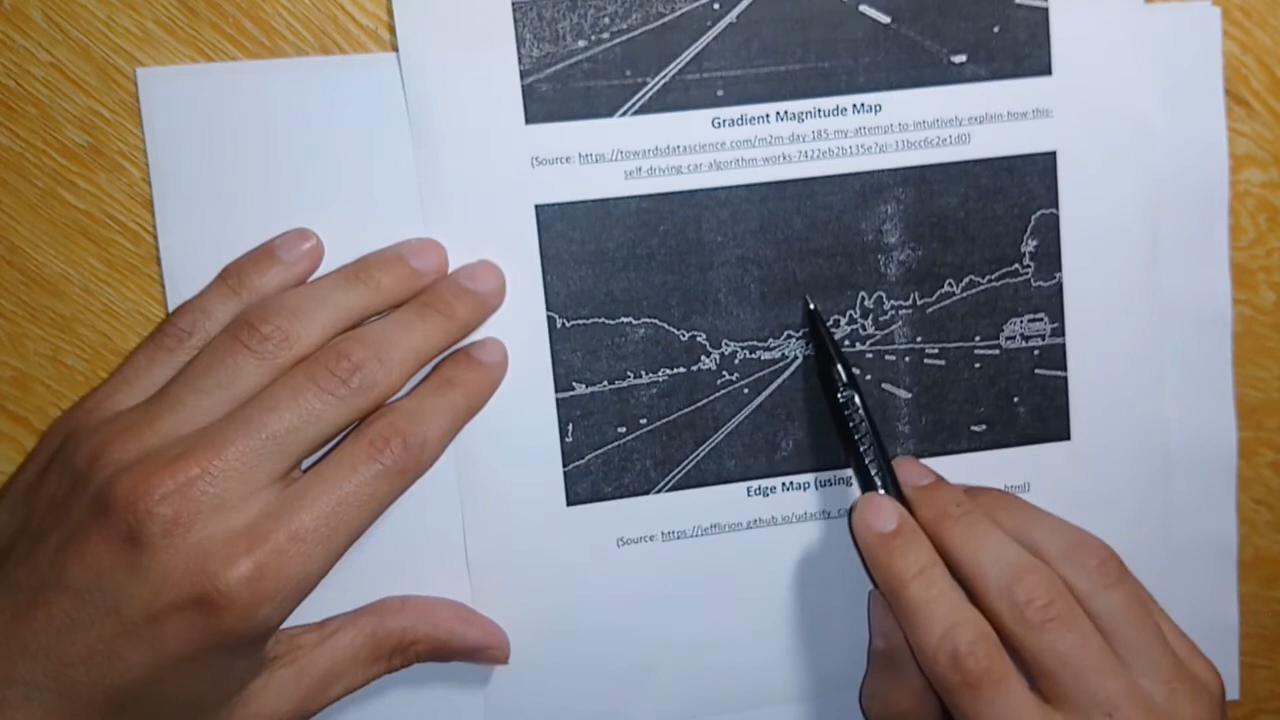 Gradient Magnitude Map
(Source: https://towardsdatascience.com/m2m-day-185-my-attempt-to-intuitively-explain-how-this-
self-driving-car-algorithm-works-7422eb2b135e?gi=33bcc6c2e1d0)
Edge Map (using
(Source: https://jefflirion.github.io/udacity_ca html)